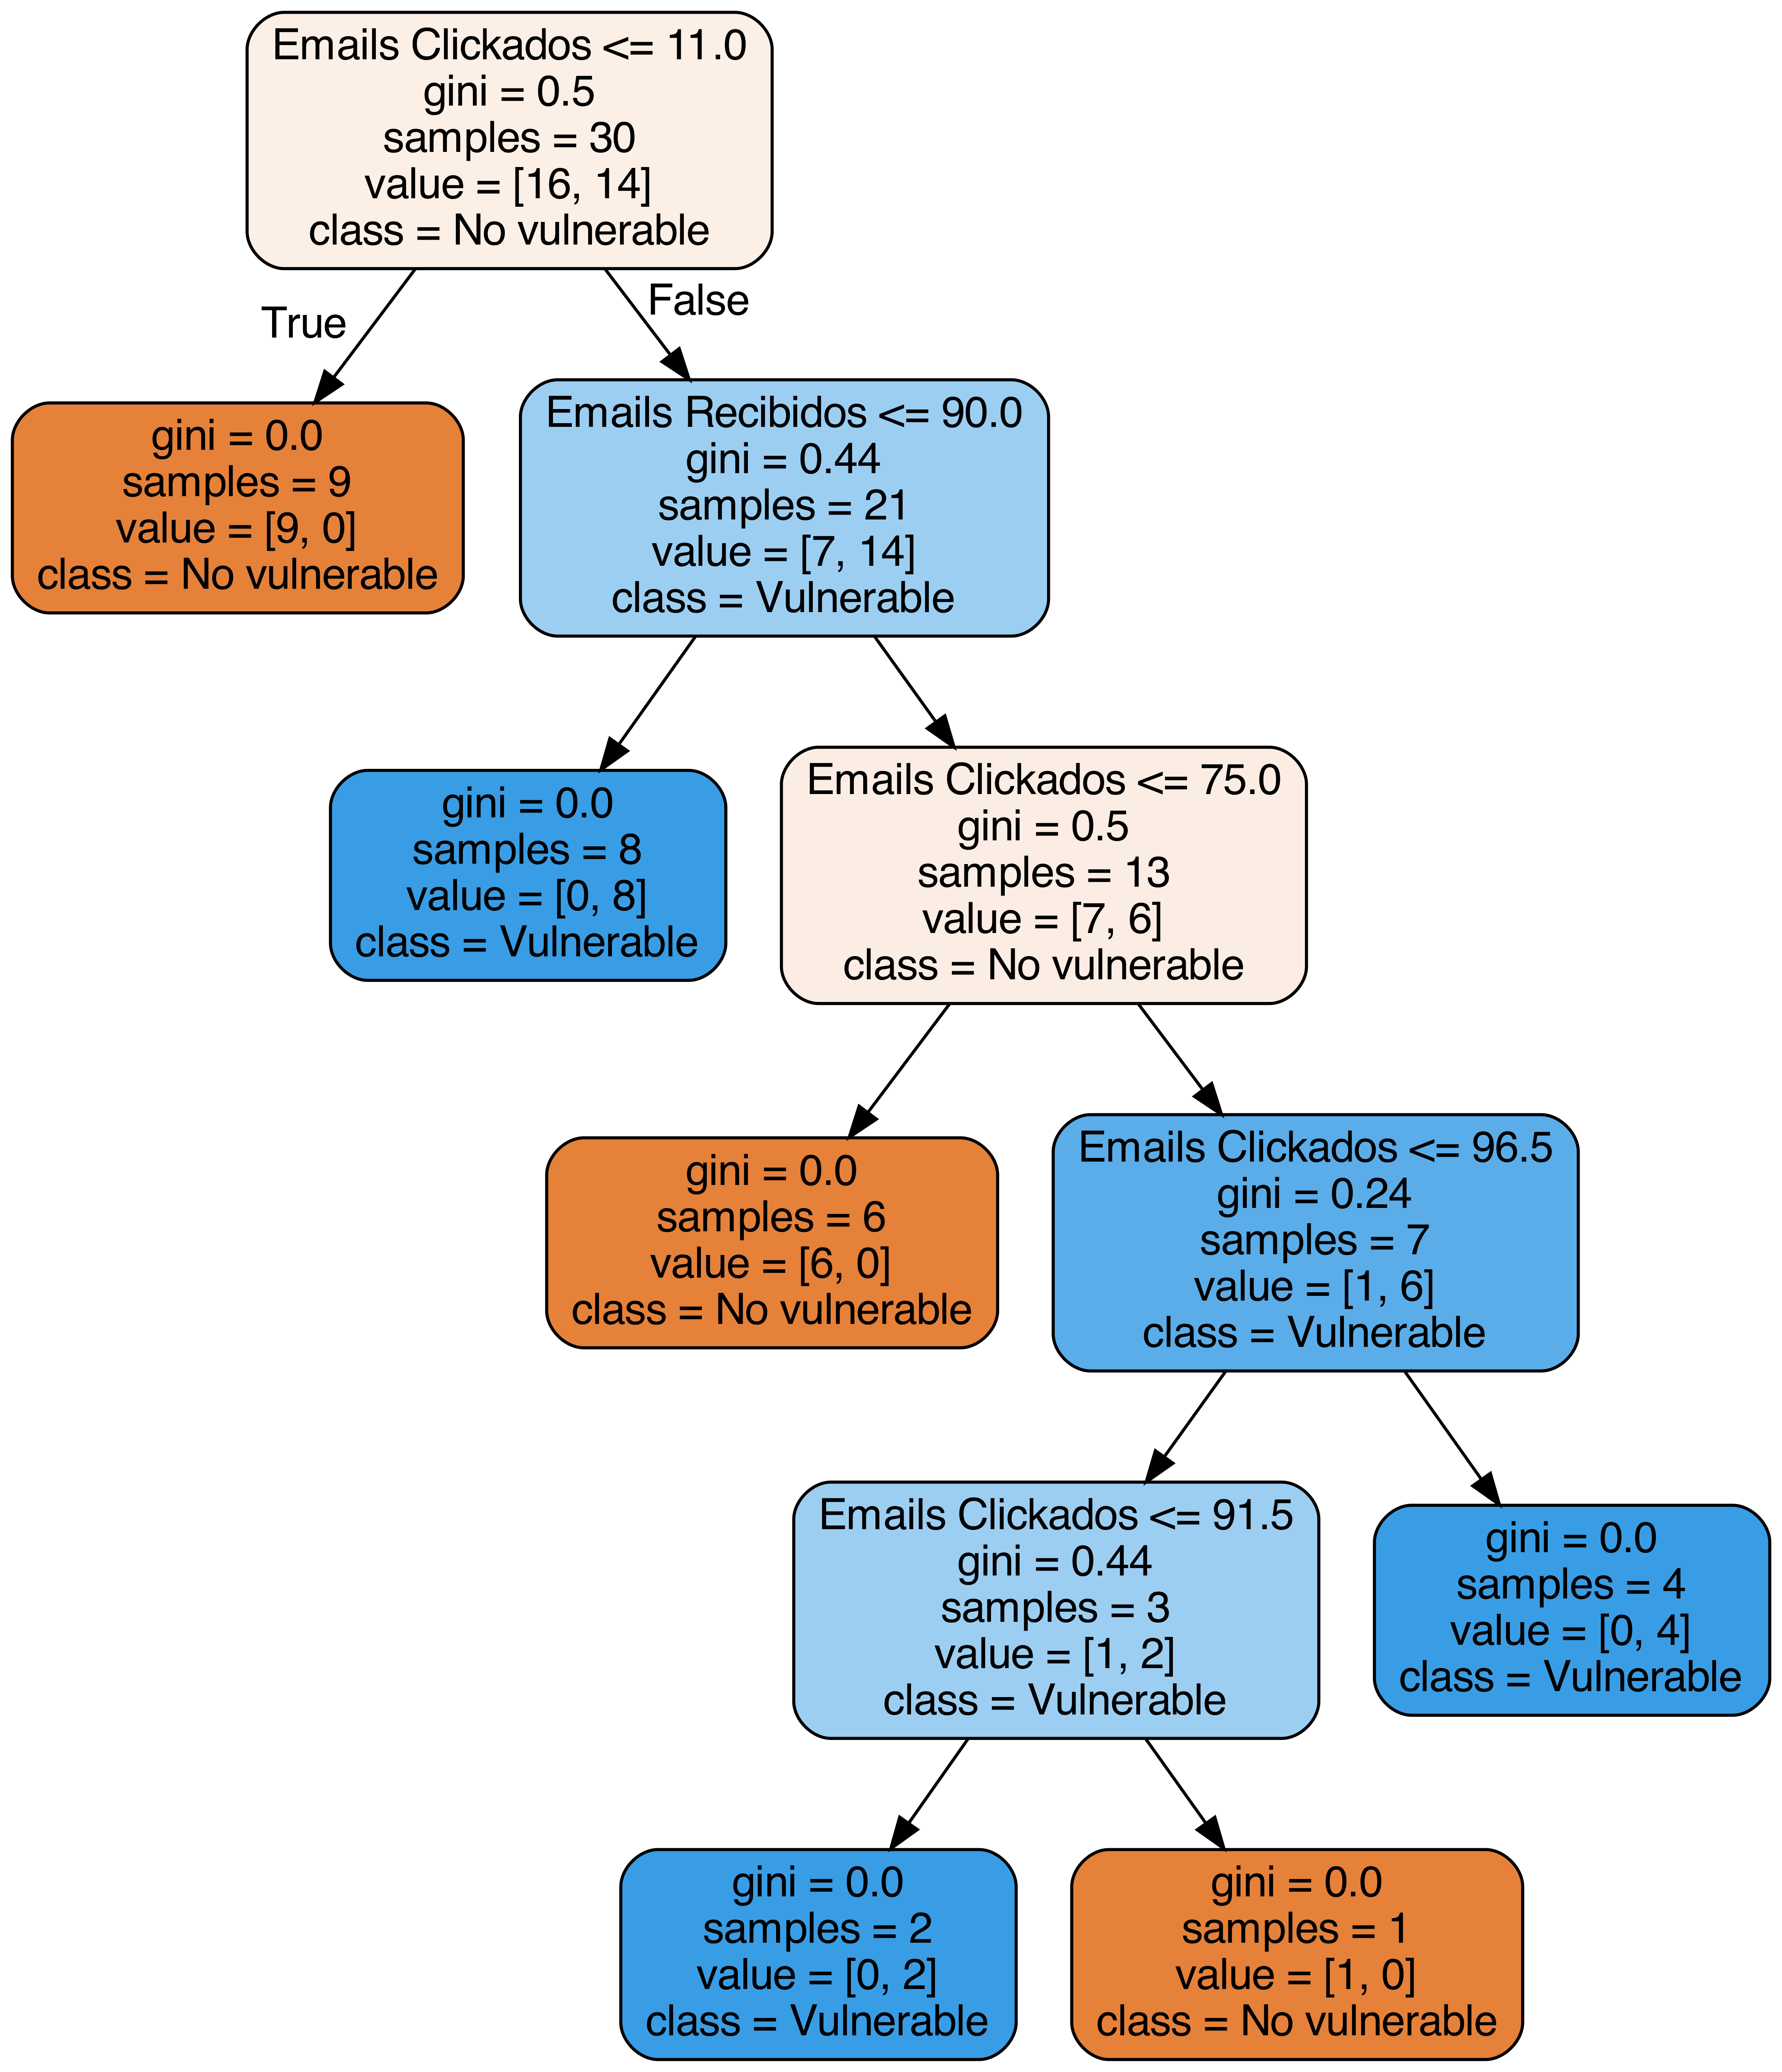 Emails Clickados <= 11.0
gini = 0.5
samples = 30
value = [16, 14]
class = No vulnerable
True
False
gini = 0.0
samples = 9
value = [9, 0]
class = No vulnerable
Emails Recibidos <= 90.0
gini = 0.44
samples = 21
value = [7, 14]
class = Vulnerable
gini = 0.0
samples = 8
value = [0, 8]
class = Vulnerable
Emails Clickados <= 75.0
gini = 0.5
samples = 13
value = [7, 6]
class = No vulnerable
gini = 0.0
samples = 6
value = [6, 0]
class = No vulnerable
Emails Clickados <= 96.5
gini = 0.24
samples = 7
value = [1, 6]
class = Vulnerable
Emails Clickados <= 91.5
gini = 0.44
samples = 3
value = [1, 2]
class = Vulnerable
gini = 0.0
samples = 4
value = [0, 4]
class = Vulnerable
gini = 0.0
samples = 2
value = [0, 2]
class = Vulnerable
gini = 0.0
samples = 1
value = [1, 0]
class = No vulnerable